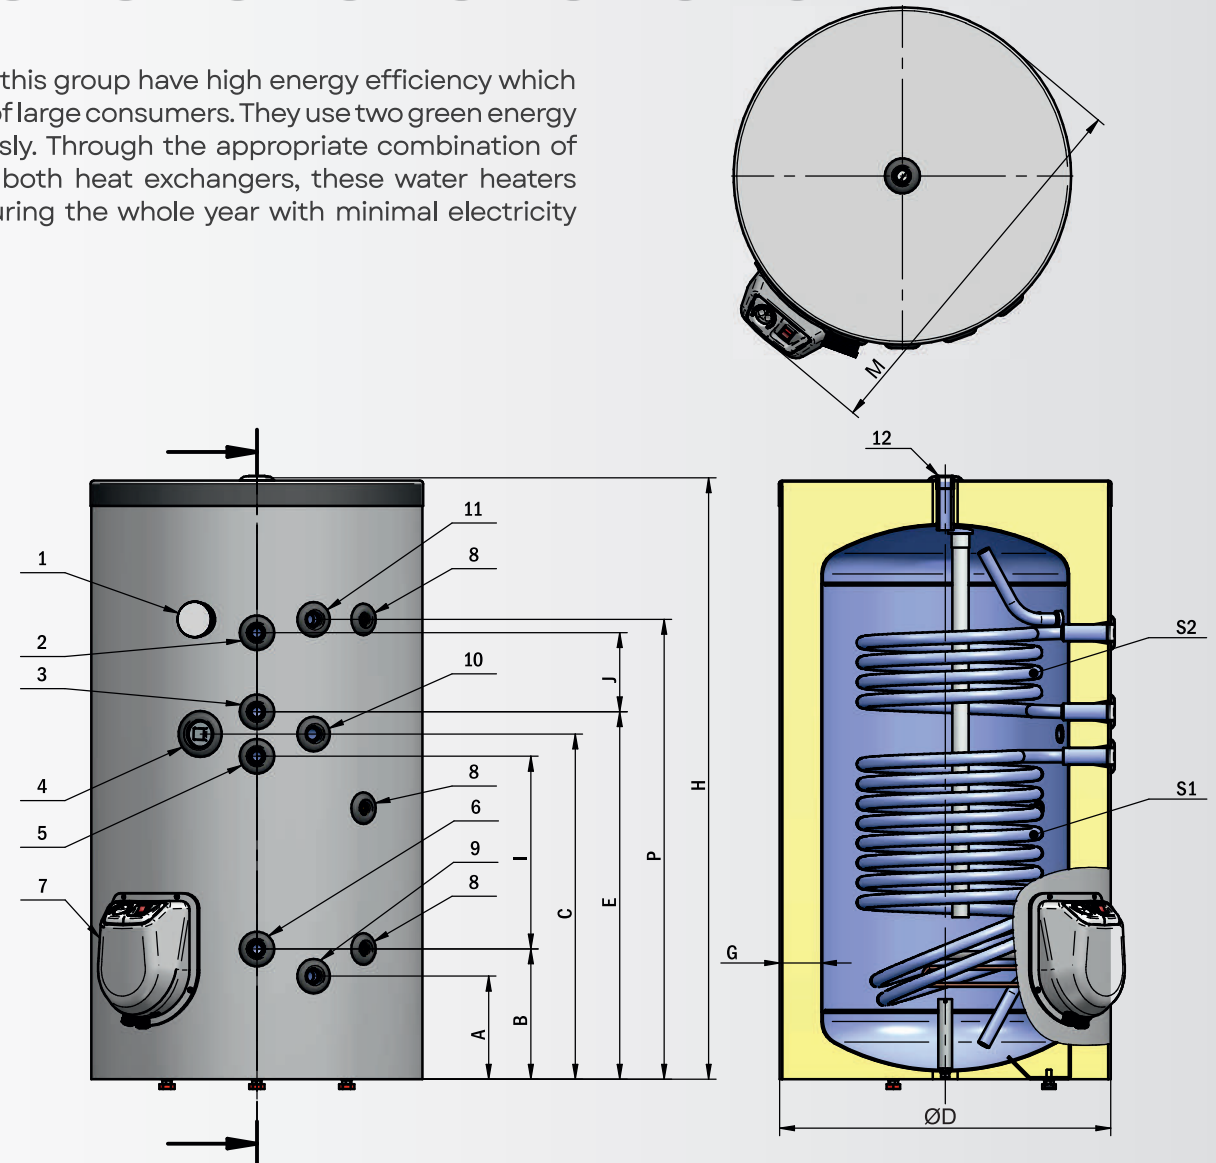 this group have high energy efficiency which
of large consumers. They use two green energy
sly. Through the appropriate combination of
both heat exchangers, these water heaters
uring the whole year with minimal electricity
M
12
11
8
1
2
3
10
4
5
8
6
9
7
8
J
I
H
P
E
C
B
A
S2
S1
G
ØD